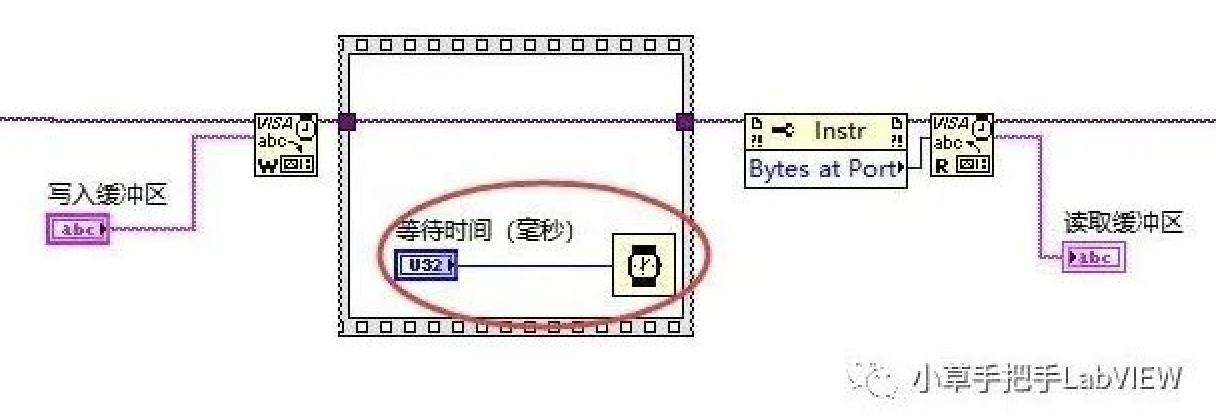 VISA
abc
W
写入缓冲区
abc
等待时间（毫秒）
U32
Instr
Bytes at Port
VISA
abc
R
读取缓冲区
abc
小草手把手LabVIEW